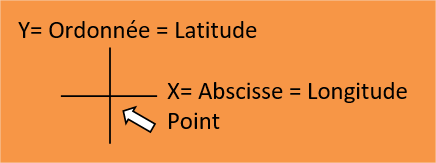 Y= Ordonnée = Latitude
X= Abscisse = Longitude
Point